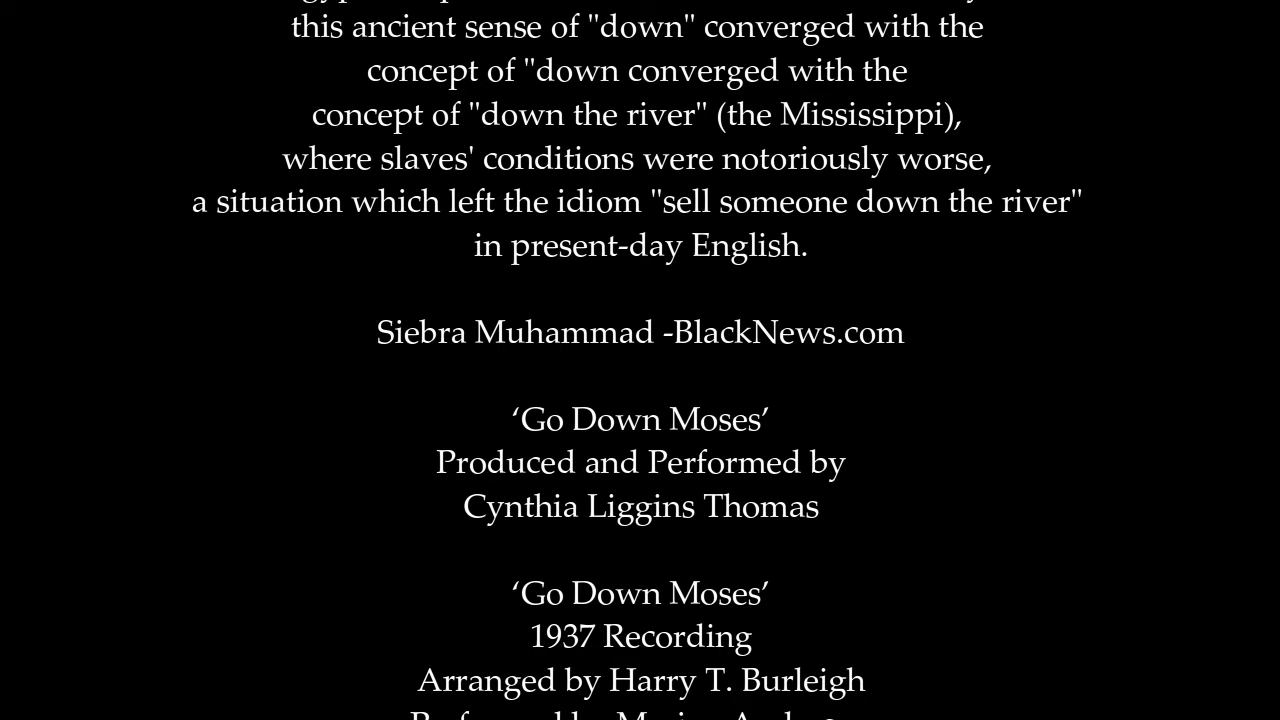 this ancient sense of "down" converged with the
concept of "down converged with the
concept of "down the river" (the Mississippi),
where slaves' conditions were notoriously worse,
a situation which left the idiom "sell someone down the river"
in present-day English.
Siebra Muhammad -BlackNews.com
‘Go Down Moses’
Produced and Performed by
Cynthia Liggins Thomas
‘Go Down Moses’
1937 Recording
Arranged by Harry T. Burleigh